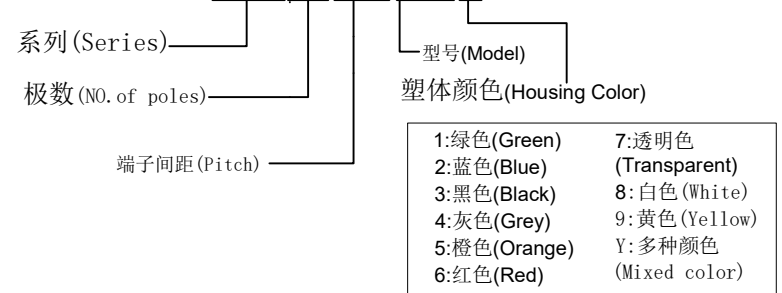 系列(Series)
型号(Model)
极数(NO.of poles)
塑体颜色(Housing Color)
端子间距(Pitch)
1:绿色(Green)
2:蓝色(Blue)
3:黑色(Black)
4:灰色(Grey)
5:橙色(Orange)
6:红色(Red)
7:透明色
(Transparent)
8:白色(White)
9:黄色(Yellow)
Y:多种颜色
(Mixed color)